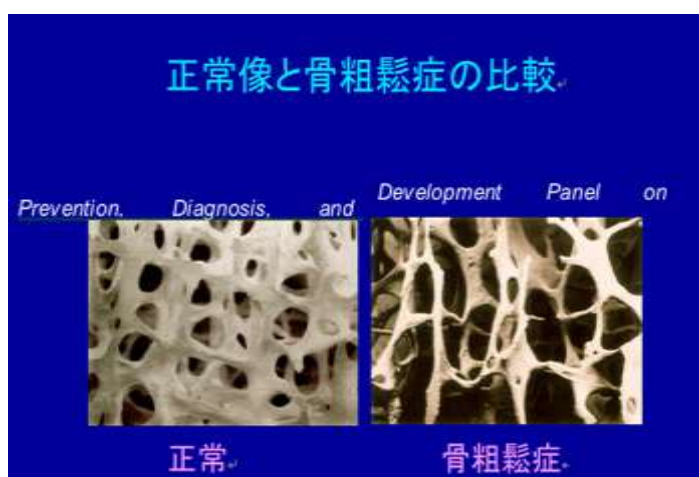 正常像と骨粗鬆症の比較
Prevention. Diagnosis, and
Development Panel on
正常
骨粗鬆症